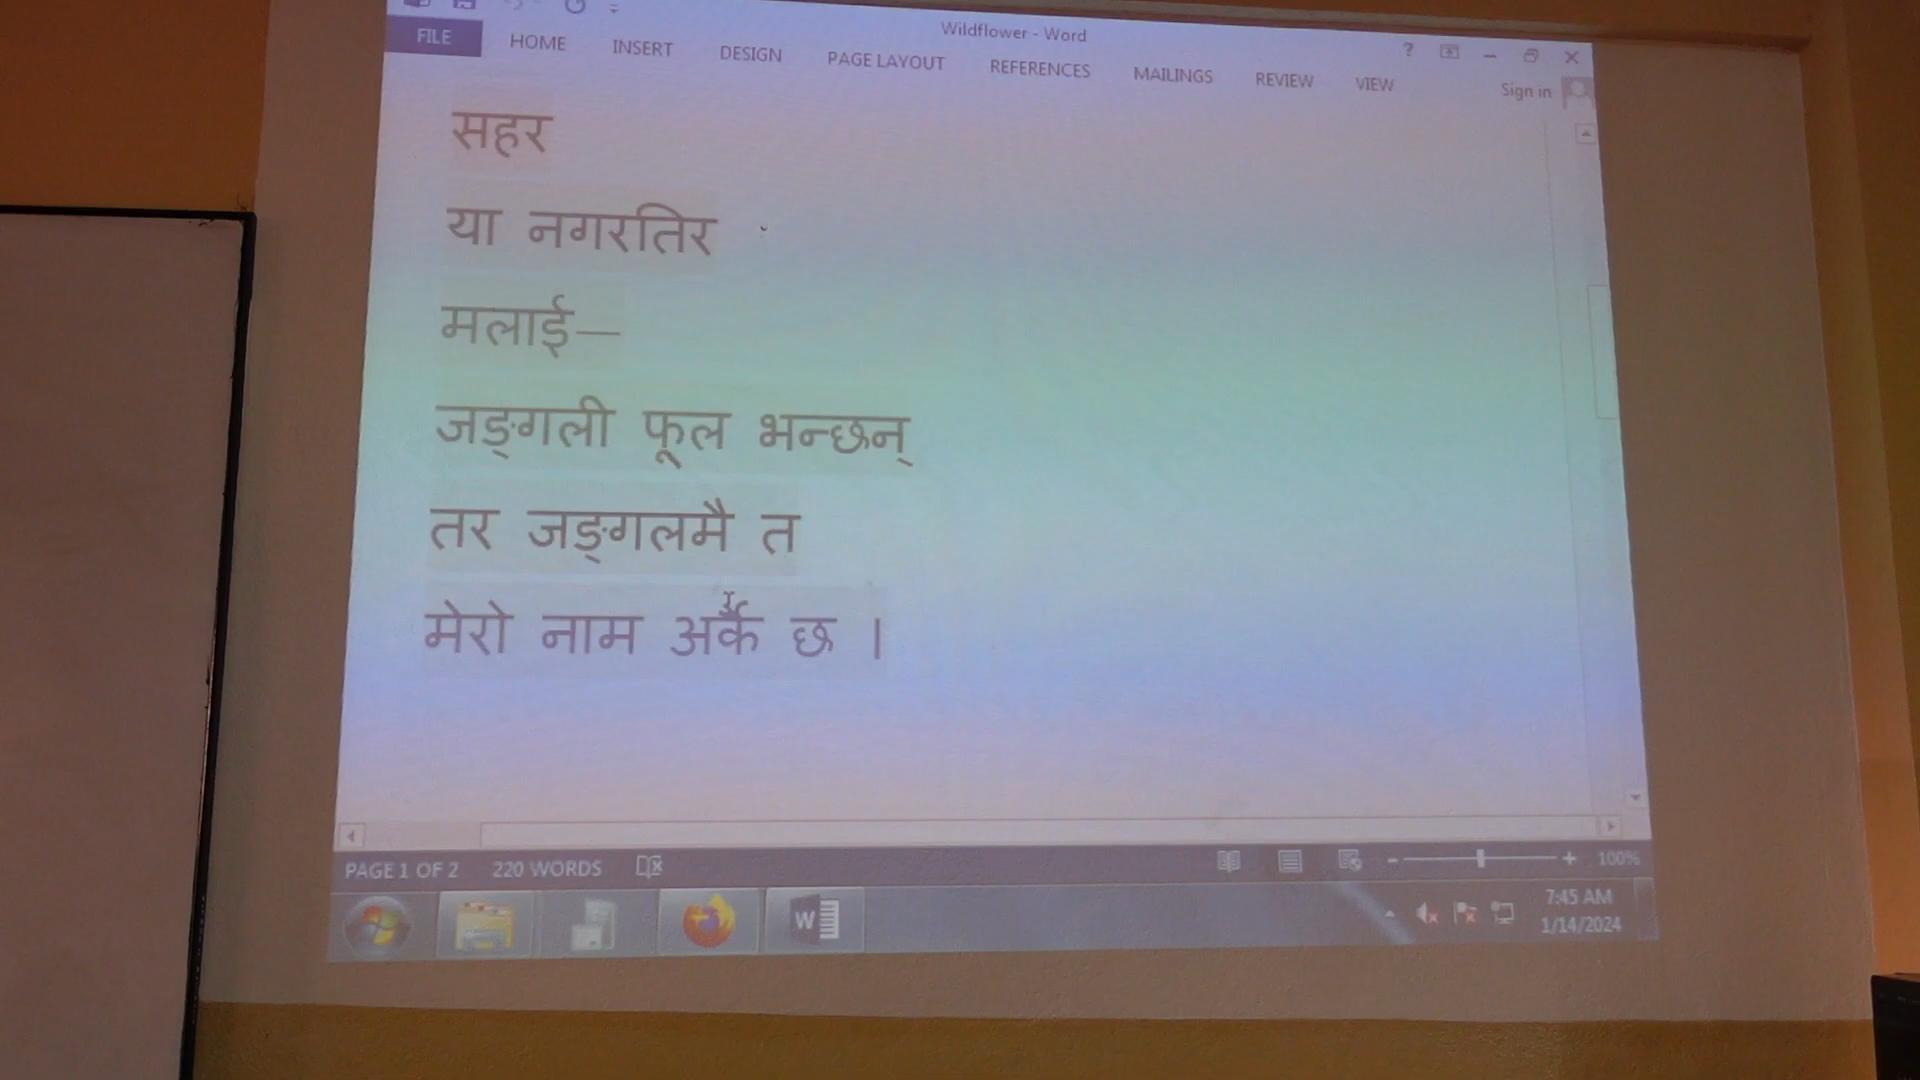 Wildflower - Word
FILE HOME INSERT DESIGN PAGE LAYOUT REFERENCES MAILINGS REVIEW VIEW
Sign in
सहर
या नगरतिर
मलाई—
जङ्गली फूल भन्छन्
तर जङ्गलमै त
मेरो नाम अर्कै छ ।
PAGE 1 OF 2 220 WORDS 100%
7:45 AM
1/14/2024